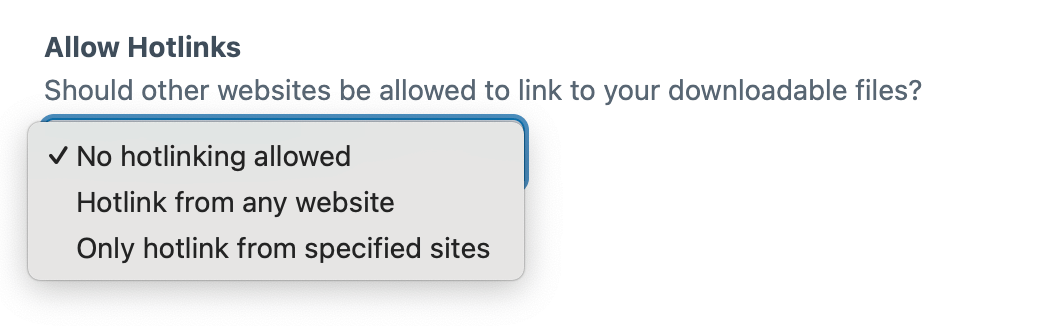 Allow Hotlinks
Should other websites be allowed to link to your downloadable files?
✓ No hotlinking allowed
Hotlink from any website
Only hotlink from specified sites